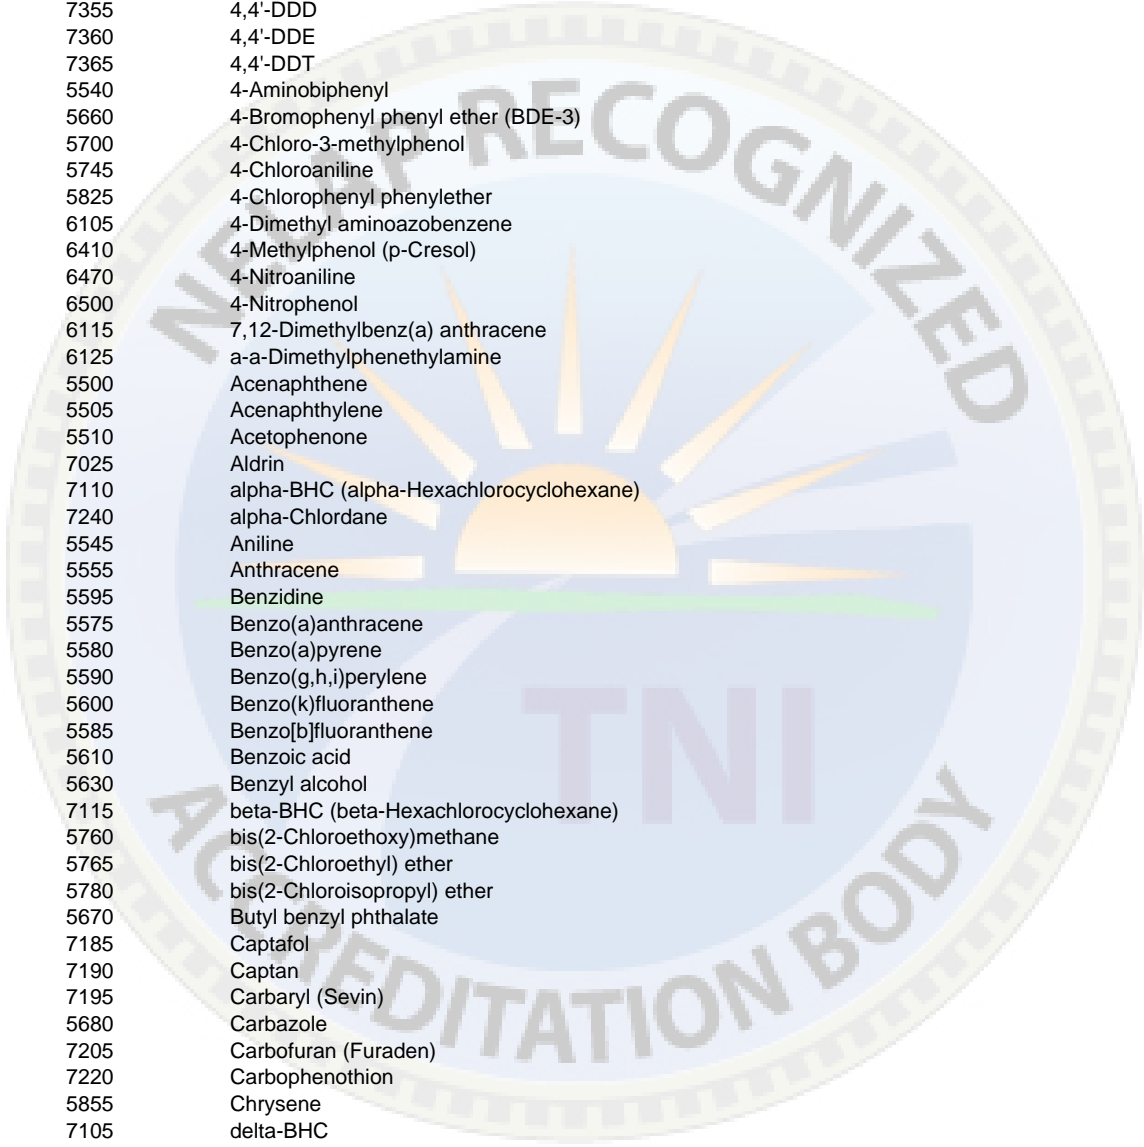 7355 4,4'-DDD
7360 4,4'-DDE
7365 4,4'-DDT
5540 4-Aminobiphenyl
5660 4-Bromophenyl phenyl ether (BDE-3)
5700 4-Chloro-3-methylphenol
5745 4-Chloroaniline
5825 4-Chlorophenyl phenylether
6105 4-Dimethyl aminoazobenzene
6410 4-Methylphenol (p-Cresol)
6470 4-Nitroaniline
6500 4-Nitrophenol
6115 7,12-Dimethylbenz(a) anthracene
6125 a-a-Dimethylphenethylamine
5500 Acenaphthene
5505 Acenaphthylene
5510 Acetophenone
7025 Aldrin
7110 alpha-BHC (alpha-Hexachlorocyclohexane)
7240 alpha-Chlordane
5545 Aniline
5555 Anthracene
5595 Benzidine
5575 Benzo(a)anthracene
5580 Benzo(a)pyrene
5590 Benzo(g,h,i)perylene
5600 Benzo(k)fluoranthene
5585 Benzo[b]fluoranthene
5610 Benzoic acid
5630 Benzyl alcohol
7115 beta-BHC (beta-Hexachlorocyclohexane)
5760 bis(2-Chloroethoxy)methane
5765 bis(2-Chloroethyl) ether
5780 bis(2-Chloroisopropyl) ether
5670 Butyl benzyl phthalate
7185 Captafol
7190 Captan
7195 Carbaryl (Sevin)
5680 Carbazole
7205 Carbofuran (Furaden)
7220 Carbophenothion
5855 Chrysene
7105 delta-BHC
NELAP RECOGNIZED
TNI
ACCREDITATION BODY